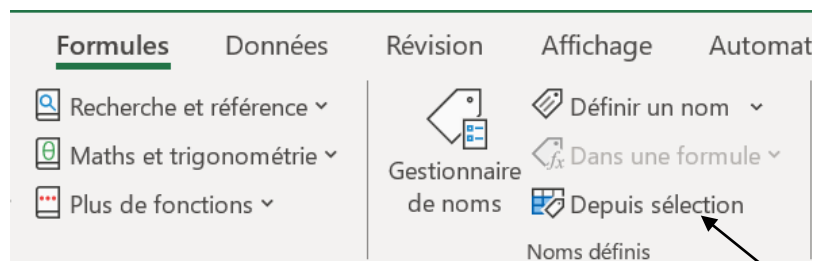 Formules Données Révision Affichage Automat
Recherche et référence
Maths et trigonométrie
Plus de fonctions
Gestionnaire
de noms
Définir un nom
Dans une formule
Depuis sélection
Noms définis